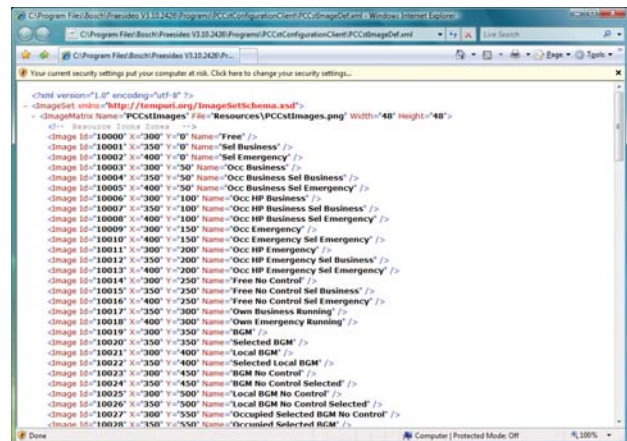 C:\Program Files\Bosch\Praesideo V3.10.2426\Programs\PCCstConfigurationClient\PCCstImageDef.xml - Windows Internet Explorer
C:\Program Files\Bosch\Praesideo V3.10.2426\Programs\PCCstConfigurationClient\PCCstImageDef.xml Live Search
C:\Program Files\Bosch\Praesideo V3.10.2426\Pr... Page Tools
Your current security settings put your computer at risk. Click here to change your security settings...
<?xml version="1.0" encoding="utf-8" ?>
- <ImageSet xmlns="http://tempuri.org/ImageSetSchema.xsd">
- <ImageMatrix Name="PCCstImages" File="Resources\PCCstImages.png" Width="48" Height="48">
<!-- Resource Icons Zones -->
<Image Id="10000" X="300" Y="0" Name="Free" />
<Image Id="10001" X="350" Y="0" Name="Sel Business" />
<Image Id="10002" X="400" Y="0" Name="Sel Emergency" />
<Image Id="10003" X="300" Y="50" Name="Occ Business" />
<Image Id="10004" X="350" Y="50" Name="Occ Business Sel Business" />
<Image Id="10005" X="400" Y="50" Name="Occ Business Sel Emergency" />
<Image Id="10006" X="300" Y="100" Name="Occ HP Business" />
<Image Id="10007" X="350" Y="100" Name="Occ HP Business Sel Business" />
<Image Id="10008" X="400" Y="100" Name="Occ HP Business Sel Emergency" />
<Image Id="10009" X="300" Y="150" Name="Occ Emergency" />
<Image Id="10010" X="400" Y="150" Name="Occ Emergency Sel Emergency" />
<Image Id="10011" X="300" Y="200" Name="Occ HP Emergency" />
<Image Id="10012" X="350" Y="200" Name="Occ HP Emergency Sel Business" />
<Image Id="10013" X="400" Y="200" Name="Occ HP Emergency Sel Emergency" />
<Image Id="10014" X="300" Y="250" Name="Free No Control" />
<Image Id="10015" X="350" Y="250" Name="Free No Control Sel Business" />
<Image Id="10016" X="400" Y="250" Name="Free No Control Sel Emergency" />
<Image Id="10017" X="350" Y="300" Name="Own Business Running" />
<Image Id="10018" X="400" Y="300" Name="Own Emergency Running" />
<Image Id="10019" X="300" Y="350" Name="BGM" />
<Image Id="10020" X="350" Y="350" Name="Selected BGM" />
<Image Id="10021" X="300" Y="400" Name="Local BGM" />
<Image Id="10022" X="350" Y="400" Name="Selected Local BGM" />
<Image Id="10023" X="300" Y="450" Name="BGM No Control" />
<Image Id="10024" X="350" Y="450" Name="BGM No Control Selected" />
<Image Id="10025" X="300" Y="500" Name="Local BGM No Control" />
<Image Id="10026" X="350" Y="500" Name="Local BGM No Control Selected" />
<Image Id="10027" X="300" Y="550" Name="Occupied Selected BGM No Control" />
<Image Id="10028" X="350" Y="550" Name="Occupied Selected BGM" />
Done Computer | Protected Mode: Off 100%